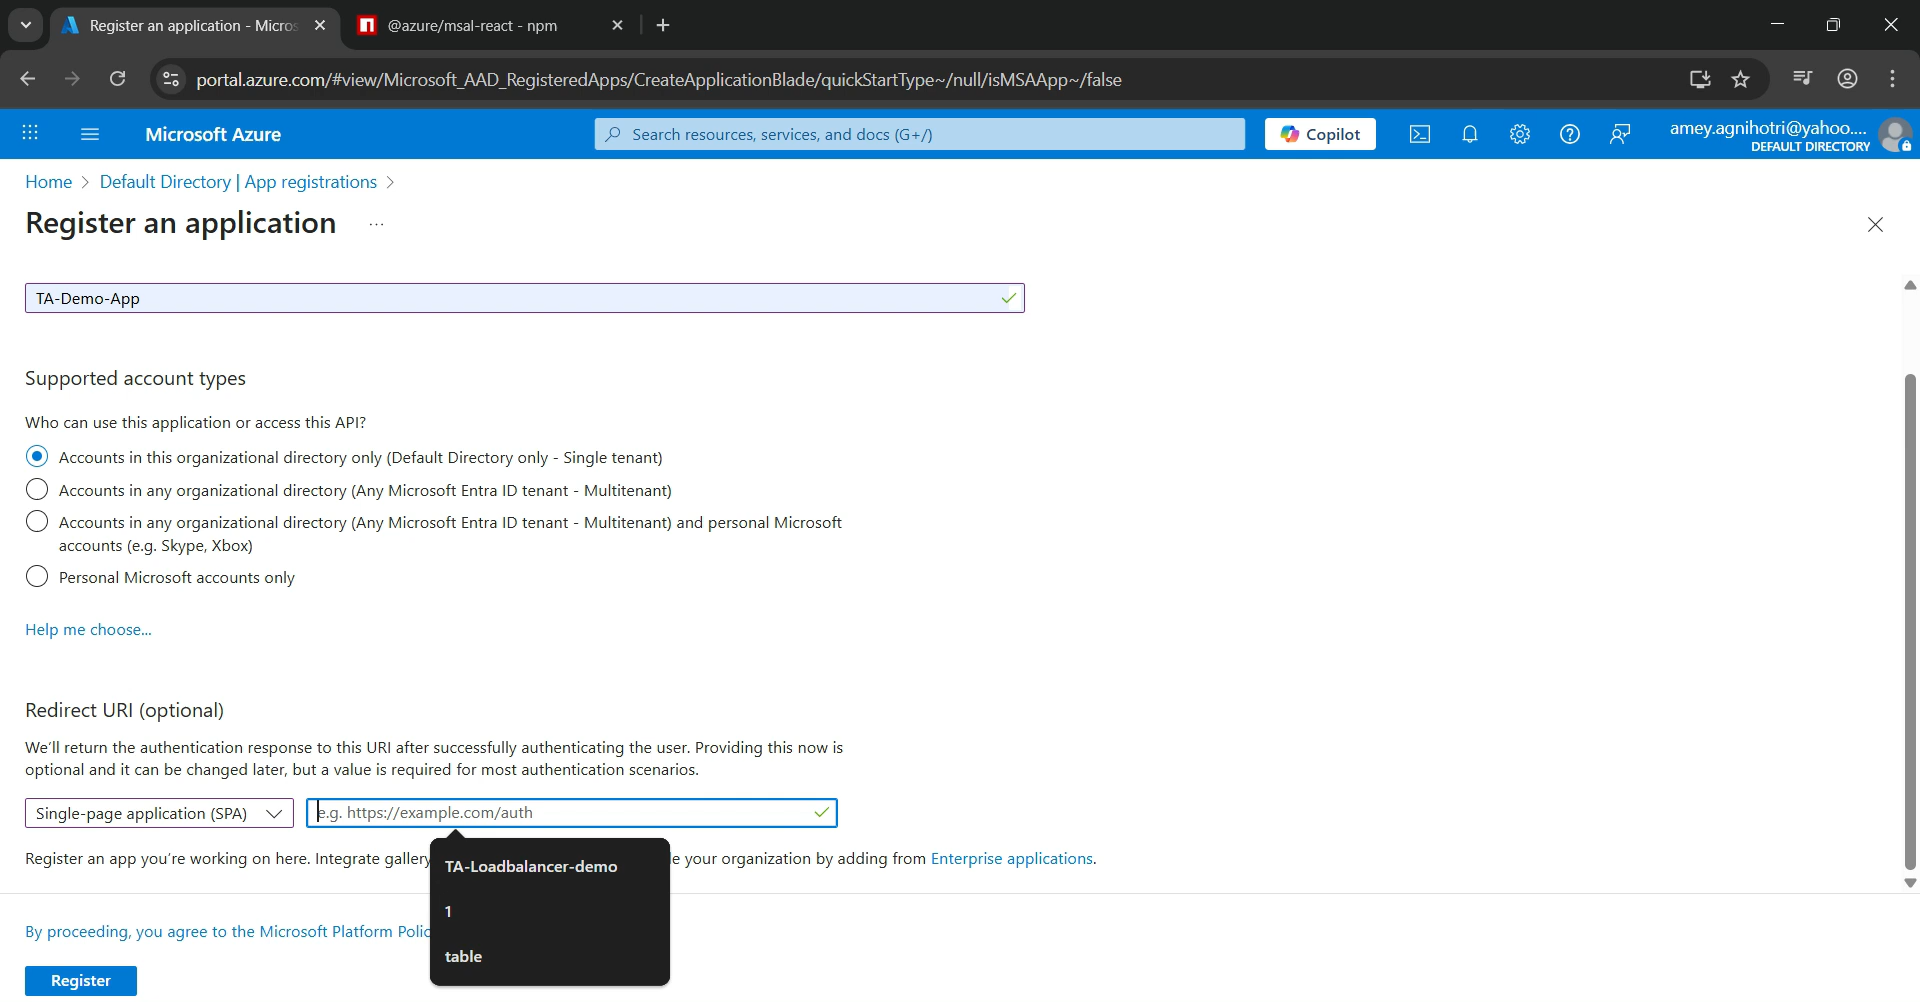 Register an application - Micros
@azure/msal-react - npm
portal.azure.com/#view/Microsoft_AAD_RegisteredApps/CreateApplicationBlade/quickStartType~/null/isMSAApp~/false
Microsoft Azure
Search resources, services, and docs (G+/)
Copilot
amey.agnihotri@yahoo....
DEFAULT DIRECTORY
Home > Default Directory | App registrations >
Register an application ...
TA-Demo-App
Supported account types
Who can use this application or access this API?
Accounts in this organizational directory only (Default Directory only - Single tenant)
Accounts in any organizational directory (Any Microsoft Entra ID tenant - Multitenant)
Accounts in any organizational directory (Any Microsoft Entra ID tenant - Multitenant) and personal Microsoft
accounts (e.g. Skype, Xbox)
Personal Microsoft accounts only
Help me choose...
Redirect URI (optional)
We'll return the authentication response to this URI after successfully authenticating the user. Providing this now is
optional and it can be changed later, but a value is required for most authentication scenarios.
Single-page application (SPA)
e.g. https://example.com/auth
Register an app you're working on here. Integrate gallery
e your organization by adding from Enterprise applications.
TA-Loadbalancer-demo
1
table
By proceeding, you agree to the Microsoft Platform Polic
Register